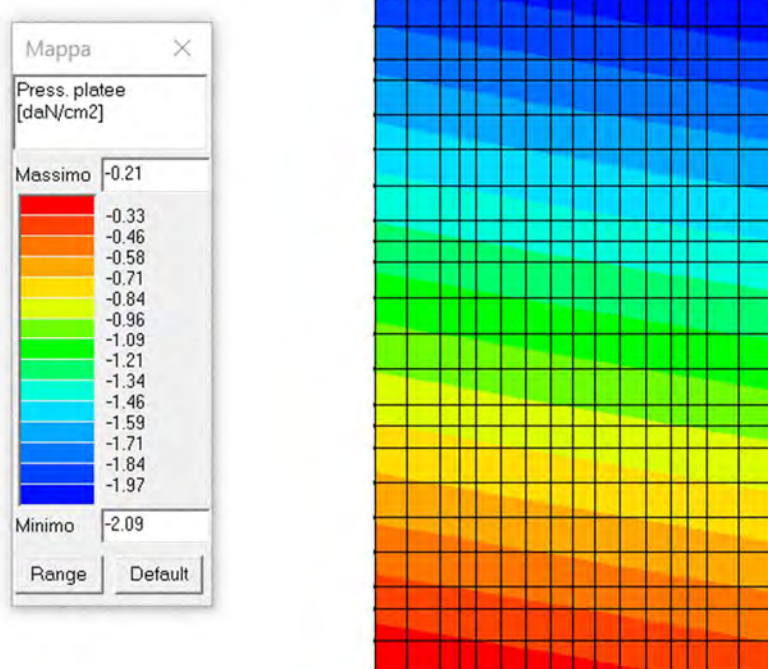 Mappa
Press. platee
[daN/cm2]
Massimo -0.21
-0.33
-0.46
-0.58
-0.71
-0.84
-0.96
-1.09
-1.21
-1.34
-1.46
-1.59
-1.71
-1.84
-1.97
Minimo -2.09
Range Default